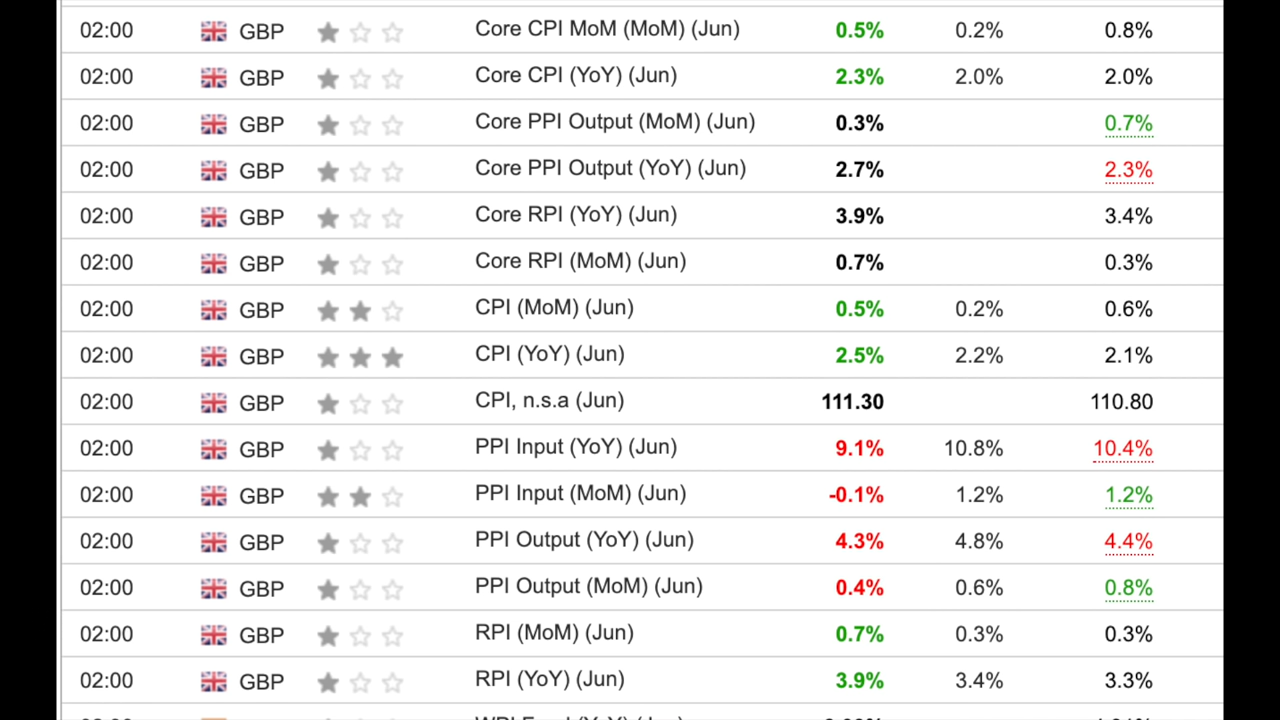 02:00 GBP Core CPI MoM (MoM) (Jun) 0.5% 0.2% 0.8%
02:00 GBP Core CPI (YoY) (Jun) 2.3% 2.0% 2.0%
02:00 GBP Core PPI Output (MoM) (Jun) 0.3% 0.7%
02:00 GBP Core PPI Output (YoY) (Jun) 2.7% 2.3%
02:00 GBP Core RPI (YoY) (Jun) 3.9% 3.4%
02:00 GBP Core RPI (MoM) (Jun) 0.7% 0.3%
02:00 GBP CPI (MoM) (Jun) 0.5% 0.2% 0.6%
02:00 GBP CPI (YoY) (Jun) 2.5% 2.2% 2.1%
02:00 GBP CPI, n.s.a (Jun) 111.30 110.80
02:00 GBP PPI Input (YoY) (Jun) 9.1% 10.8% 10.4%
02:00 GBP PPI Input (MoM) (Jun) -0.1% 1.2% 1.2%
02:00 GBP PPI Output (YoY) (Jun) 4.3% 4.8% 4.4%
02:00 GBP PPI Output (MoM) (Jun) 0.4% 0.6% 0.8%
02:00 GBP RPI (MoM) (Jun) 0.7% 0.3% 0.3%
02:00 GBP RPI (YoY) (Jun) 3.9% 3.4% 3.3%